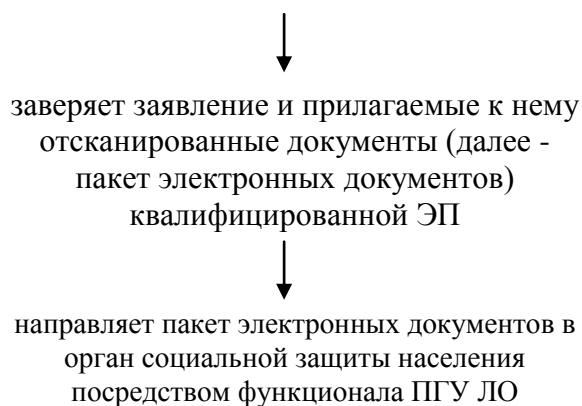 заверяет заявление и прилагаемые к нему
отсканированные документы (далее -
пакет электронных документов)
квалифицированной ЭП
направляет пакет электронных документов в
орган социальной защиты населения
посредством функционала ПГУ ЛО